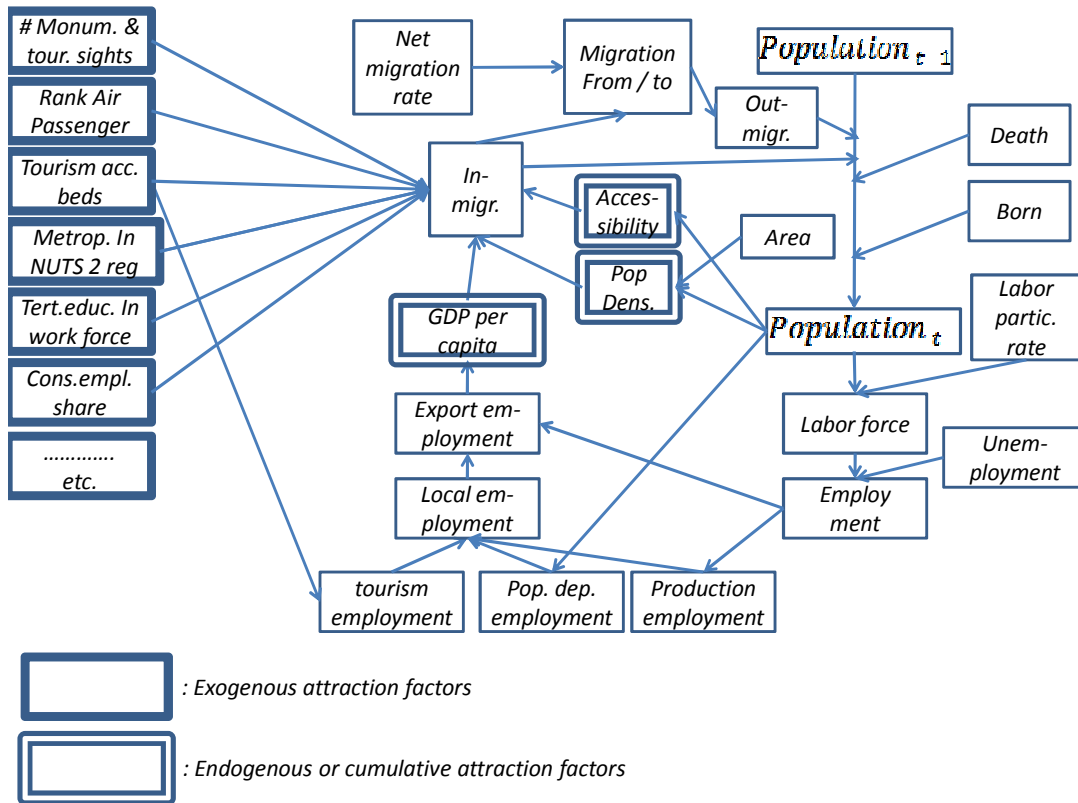 # Monum. &
tour. sights
Rank Air
Passenger
Tourism acc.
beds
Metrop. In
NUTS 2 reg
Tert.educ. In
work force
Cons.empl.
share
.............
etc.
Net
migration
rate
Migration
From / to
Population t 1
Out-
migr.
Death
In-
migr.
Acces-
sibility
Born
Area
Pop
Dens.
Labor
partic.
rate
GDP per
capita
Population t
Export em-
ployment
Labor force
Unem-
ployment
Local em-
ployment
Employ
ment
tourism
employment
Pop. dep.
employment
Production
employment
: Exogenous attraction factors
: Endogenous or cumulative attraction factors